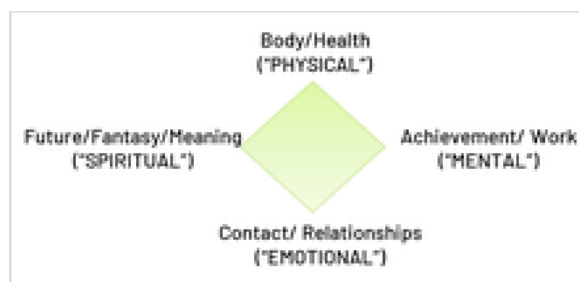 Body/Health
("PHYSICAL")
Future/Fantasy/Meaning
("SPIRITUAL")
Achievement/ Work
("MENTAL")
Contact/ Relationships
("EMOTIONAL")